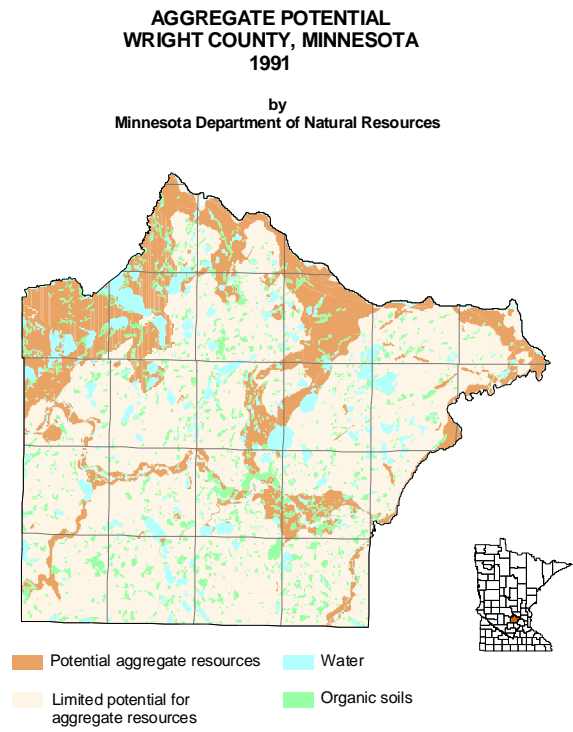 AGGREGATE POTENTIAL
WRIGHT COUNTY, MINNESOTA
1991
by
Minnesota Department of Natural Resources
Potential aggregate resources
Water
Limited potential for
aggregate resources
Organic soils